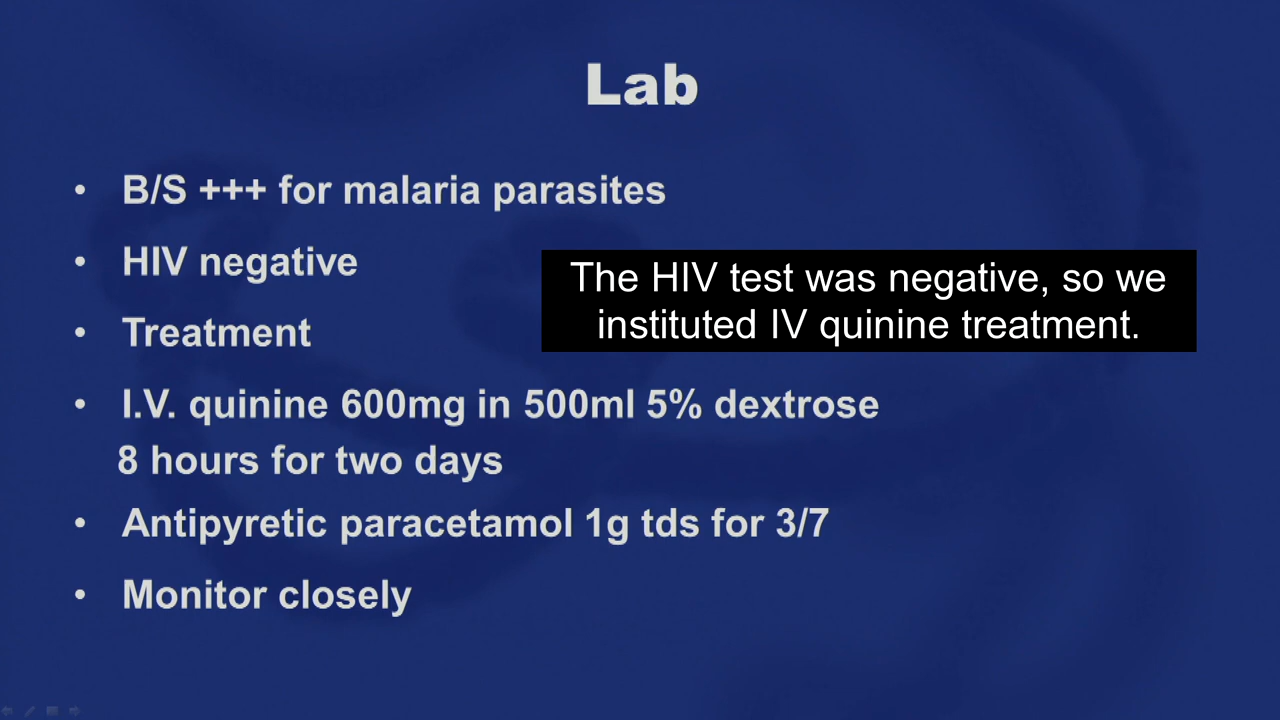 Lab
• B/S +++ for malaria parasites
• HIV negative
The HIV test was negative, so we
instituted IV quinine treatment.
• Treatment
• I.V. quinine 600mg in 500ml 5% dextrose
8 hours for two days
• Antipyretic paracetamol 1g tds for 3/7
• Monitor closely